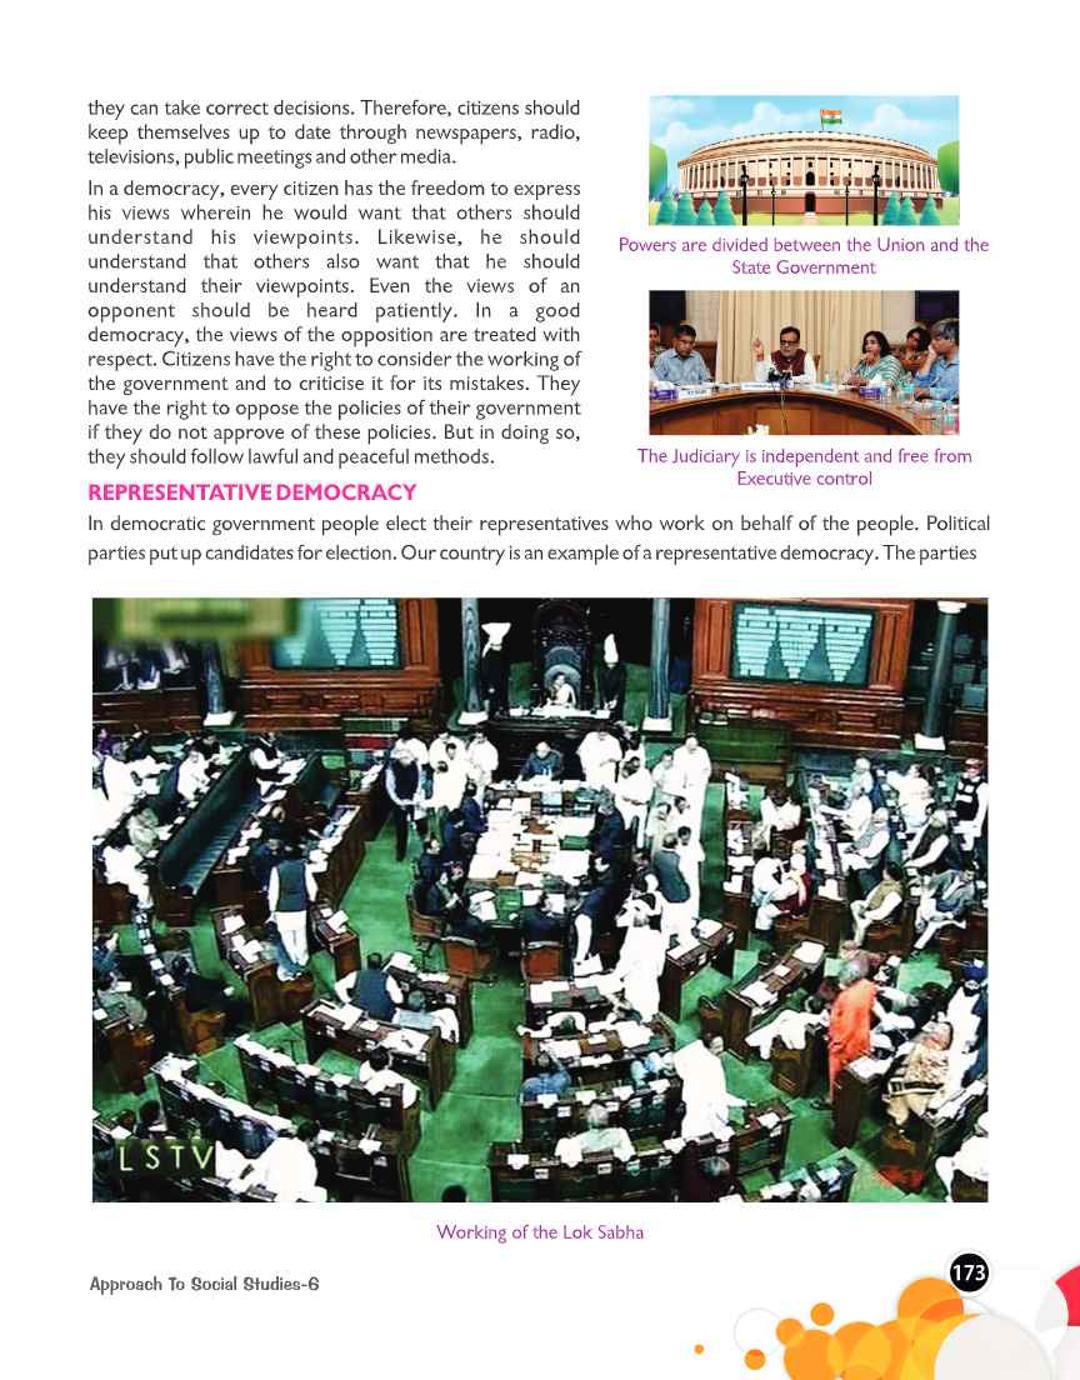 they can take correct decisions. Therefore, citizens should
keep themselves up to date through newspapers, radio,
televisions, public meetings and other media.
In a democracy, every citizen has the freedom to express
his views wherein he would want that others should
understand his viewpoints. Likewise, he should
understand that others also want that he should
understand their viewpoints. Even the views of an
opponent should be heard patiently. In a good
democracy, the views of the opposition are treated with
respect. Citizens have the right to consider the working of
the government and to criticise it for its mistakes. They
have the right to oppose the policies of their government
if they do not approve of these policies. But in doing so,
they should follow lawful and peaceful methods.
Powers are divided between the Union and the
State Government
The Judiciary is independent and free from
Executive control
REPRESENTATIVE DEMOCRACY
In democratic government people elect their representatives who work on behalf of the people. Political
parties put up candidates for election. Our country is an example of a representative democracy. The parties
LSTV
Working of the Lok Sabha
Approach To Social Studies-6
173